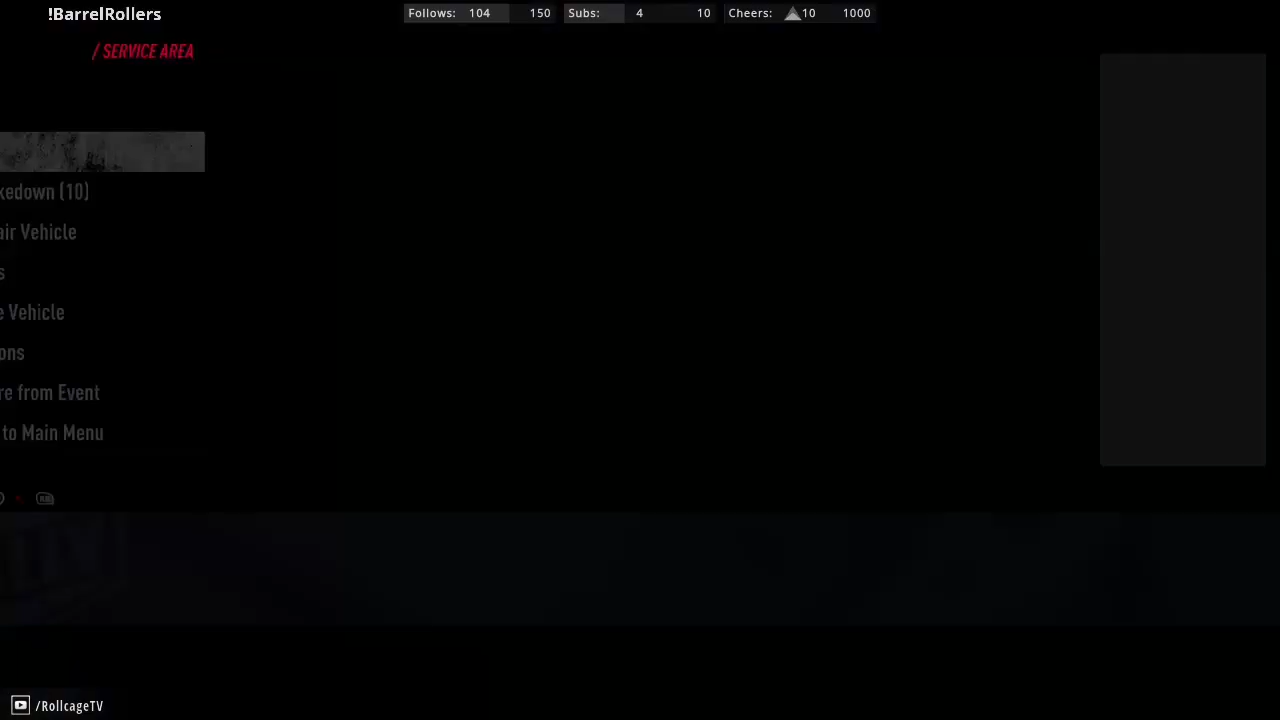 !BarrelRollers
Follows: 104 150 Subs: 4 10 Cheers: 10 1000
/ SERVICE AREA
kedown (10)
air Vehicle
s
e Vehicle
ons
re from Event
to Main Menu
RB
/RollcageTV